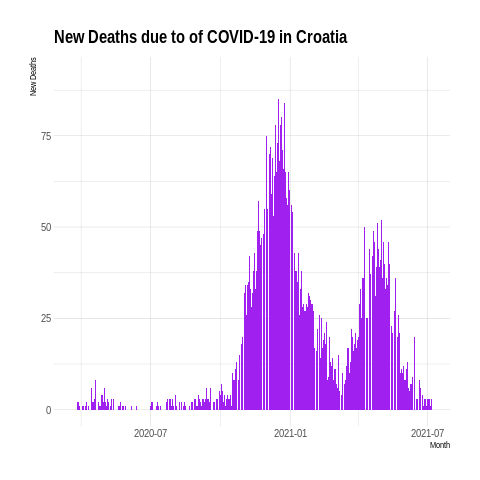 New Deaths due to of COVID-19 in Croatia
New Deaths
75
50
25
0
2020-07
2021-01
2021-07
Month